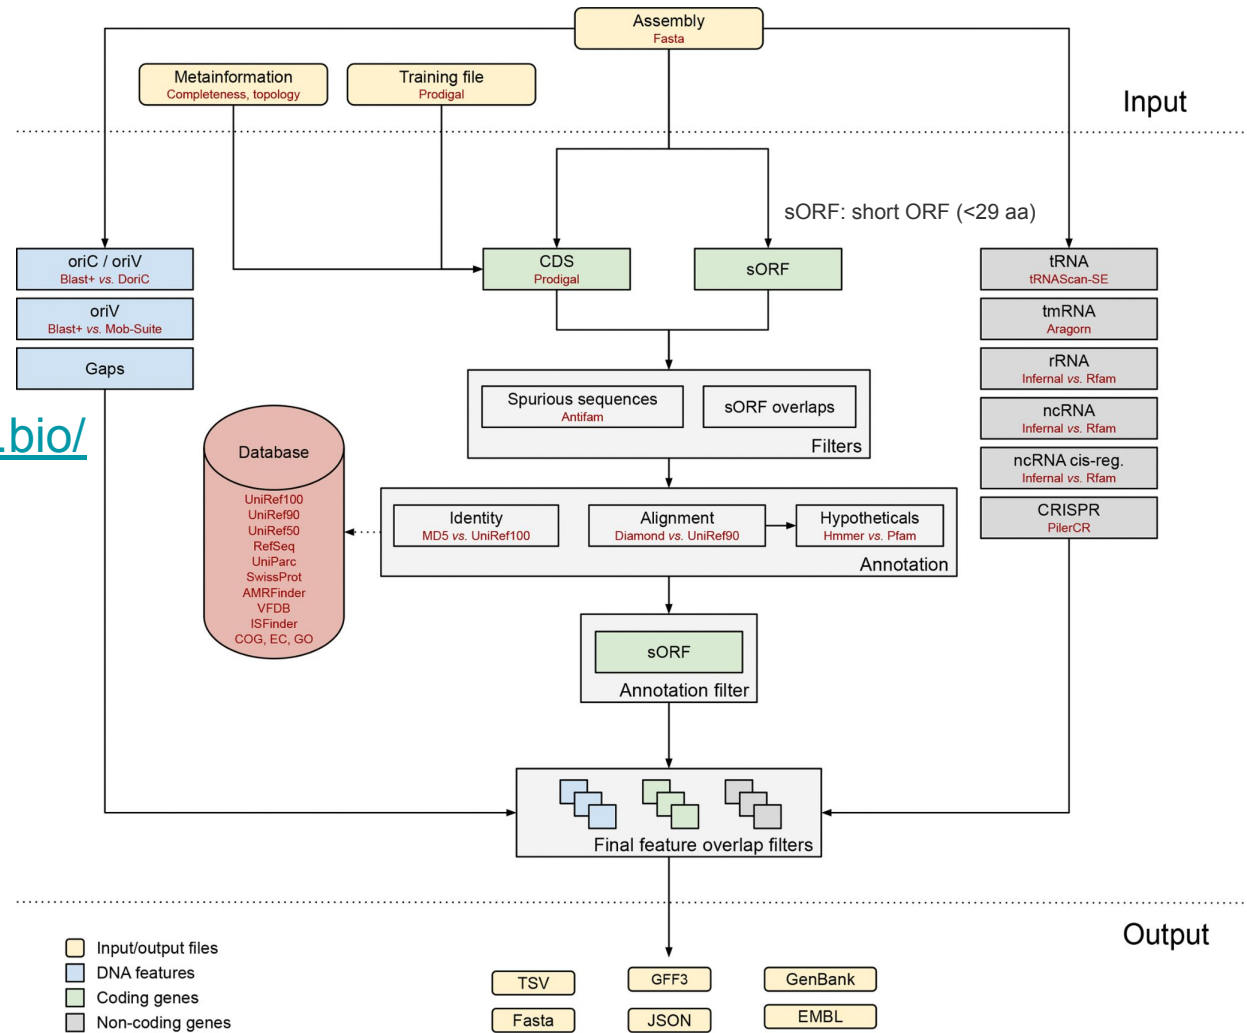 Assembly
Fasta
Metainformation
Completeness, topology
Training file
Prodigal
Input
sORF: short ORF (<29 aa)
oriC / oriV
Blast+ vs. DoriC
oriV
Blast+ vs. Mob-Suite
Gaps
CDS
Prodigal
sORF
tRNA
tRNAScan-SE
tmRNA
Aragorn
rRNA
Infernal vs. Rfam
ncRNA
Infernal vs. Rfam
ncRNA cis-reg.
Infernal vs. Rfam
CRISPR
PilerCR
Spurious sequences
Antifam
sORF overlaps
Filters
.bio/
Database
UniRef100
UniRef90
UniRef50
RefSeq
UniParc
SwissProt
AMRFinder
VFDB
ISFinder
COG, EC, GO
Identity
MD5 vs. UniRef100
Alignment
Diamond vs. UniRef90
Hypotheticals
Hmmer vs. Pfam
Annotation
sORF
Annotation filter
Final feature overlap filters
Output
Input/output files
DNA features
Coding genes
Non-coding genes
TSV
GFF3
GenBank
Fasta
JSON
EMBL